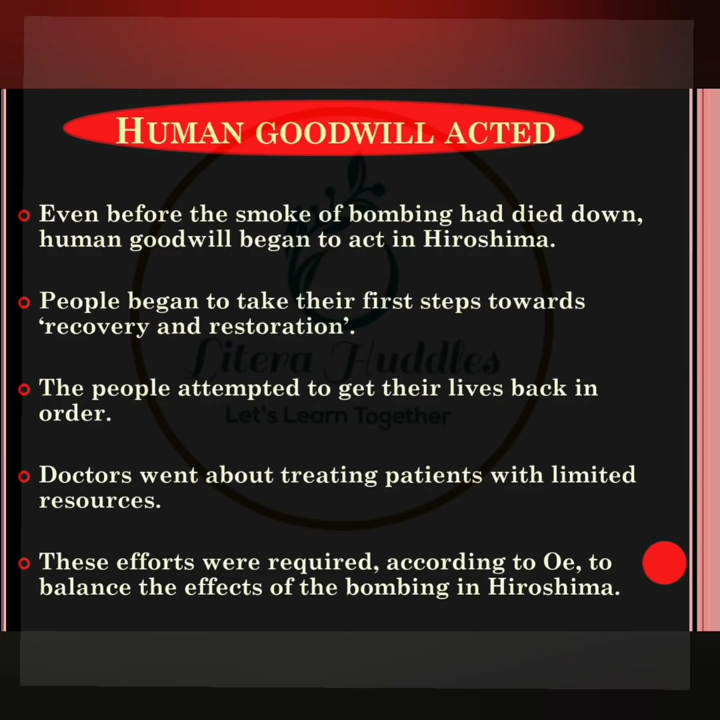 HUMAN GOODWILL ACTED
Even before the smoke of bombing had died down,
human goodwill began to act in Hiroshima.
People began to take their first steps towards
‘recovery and restoration’.
Litera Huddles
The people attempted to get their lives back in
order.
Let's Learn Together
Doctors went about treating patients with limited
resources.
These efforts were required, according to Oe, to
balance the effects of the bombing in Hiroshima.